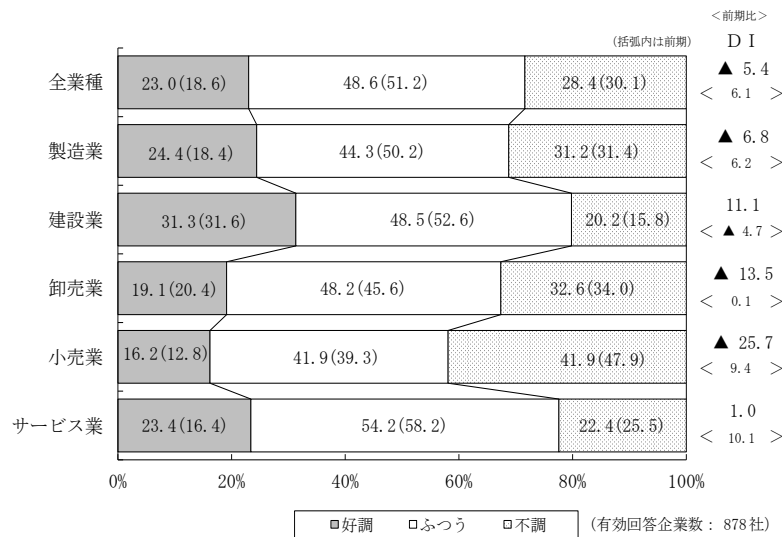 ＜前期比＞
(括弧内は前期) ＤＩ
全業種 23.0(18.6) 48.6(51.2) 28.4(30.1) ▲ 5.4
＜ 6.1 ＞
製造業 24.4(18.4) 44.3(50.2) 31.2(31.4) ▲ 6.8
＜ 6.2 ＞
建設業 31.3(31.6) 48.5(52.6) 20.2(15.8) 11.1
＜ ▲ 4.7 ＞
卸売業 19.1(20.4) 48.2(45.6) 32.6(34.0) ▲ 13.5
＜ 0.1 ＞
小売業 16.2(12.8) 41.9(39.3) 41.9(47.9) ▲ 25.7
＜ 9.4 ＞
サービス業 23.4(16.4) 54.2(58.2) 22.4(25.5) 1.0
＜ 10.1 ＞
0% 20% 40% 60% 80% 100%
好調 ふつう 不調 (有効回答企業数： 878社)